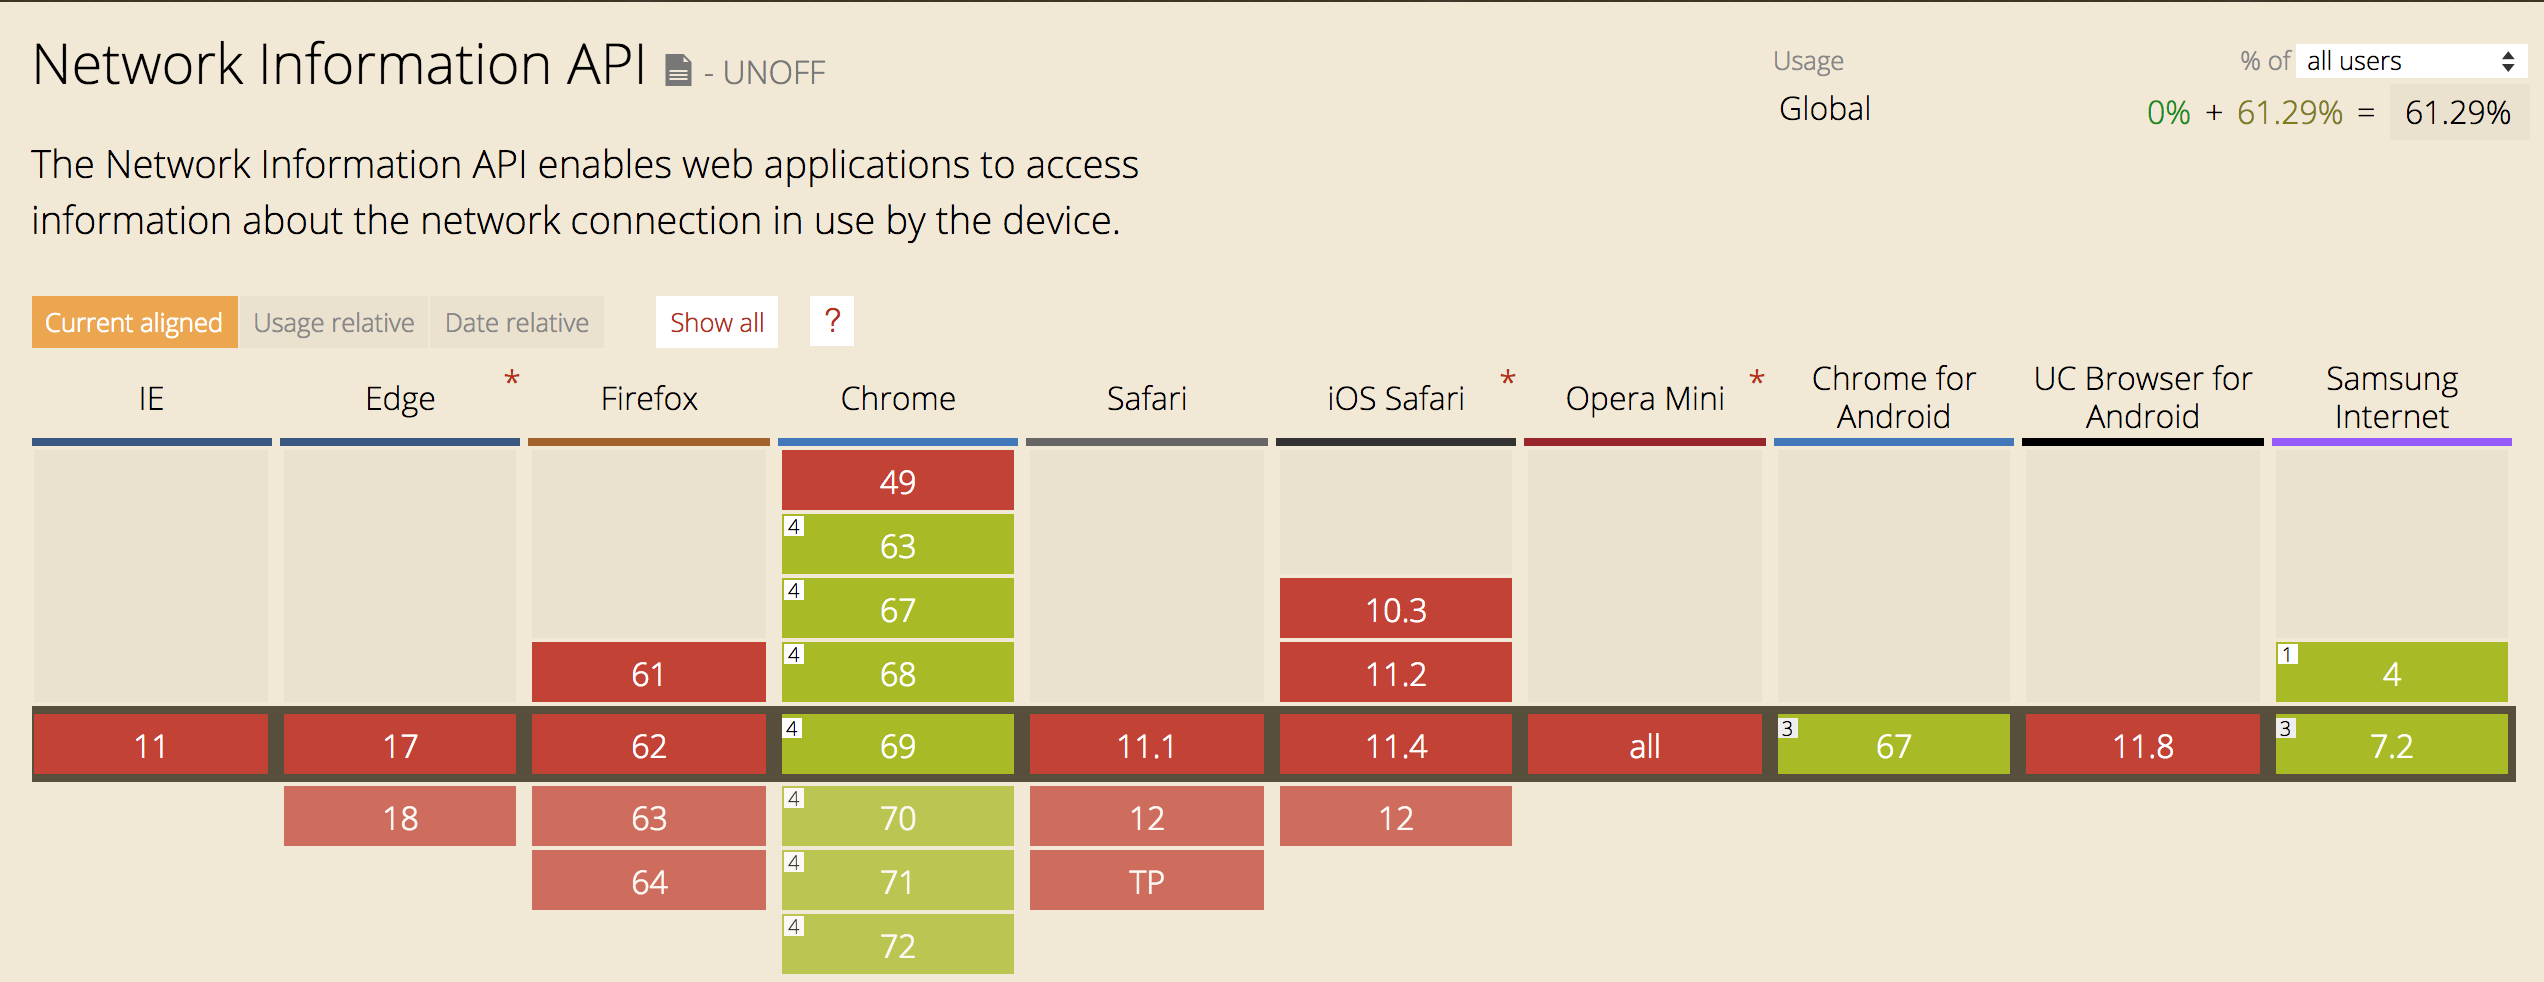 Network Information API - UNOFF
Usage % of all users
Global 0% + 61.29% = 61.29%
The Network Information API enables web applications to access
information about the network connection in use by the device.
Current aligned Usage relative Date relative Show all ?
IE Edge * Firefox Chrome Safari iOS Safari * Opera Mini * Chrome for Android UC Browser for Android Samsung Internet
49
4 63
4 67 10.3
61 4 68 11.2 1 4
11 17 62 4 69 11.1 11.4 all 3 67 11.8 3 7.2
18 63 4 70 12 12
64 4 71 TP
4 72